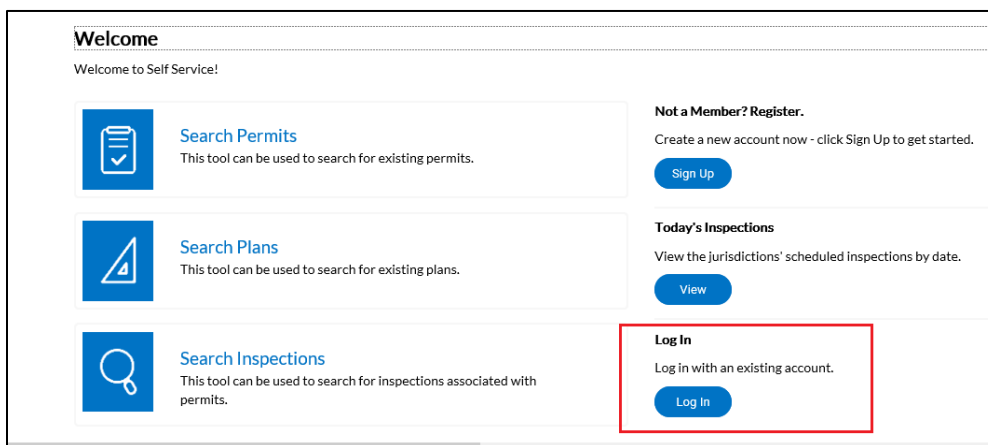 Welcome
Welcome to Self Service!
Search Permits
This tool can be used to search for existing permits.
Search Plans
This tool can be used to search for existing plans.
Search Inspections
This tool can be used to search for inspections associated with
permits.
Not a Member? Register.
Create a new account now - click Sign Up to get started.
Sign Up
Today's Inspections
View the jurisdictions' scheduled inspections by date.
View
Log In
Log in with an existing account.
Log In